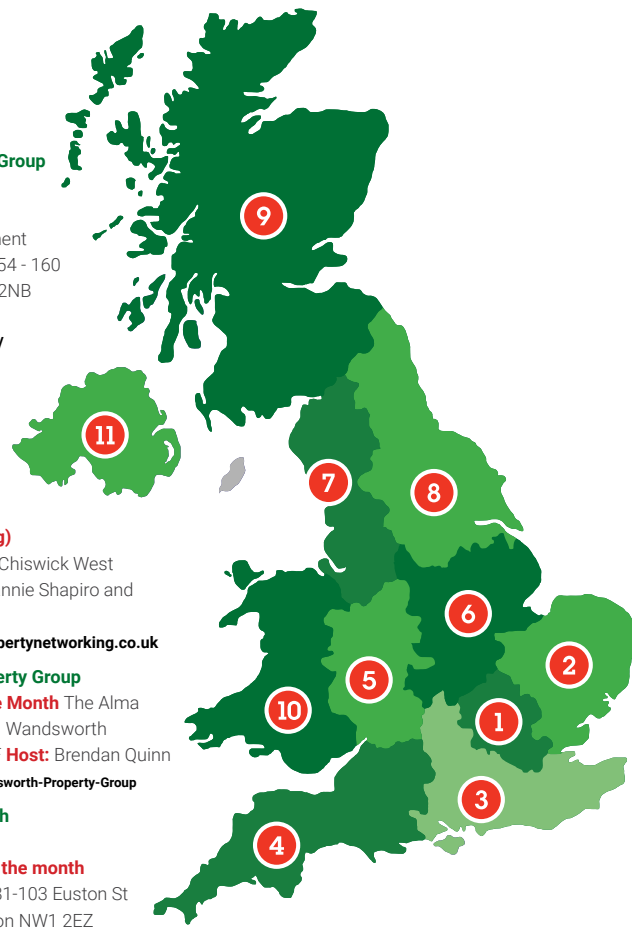 Group
ment
54 - 160
2NB
y
g)
Chiswick West
nnie Shapiro and
pertynetworking.co.uk
erty Group
e Month The Alma
Wandsworth
Host: Brendan Quinn
sworth-Property-Group
h
the month
81-103 Euston St
on NW1 2EZ
9
11
7
8
6
2
5
10
1
3
4